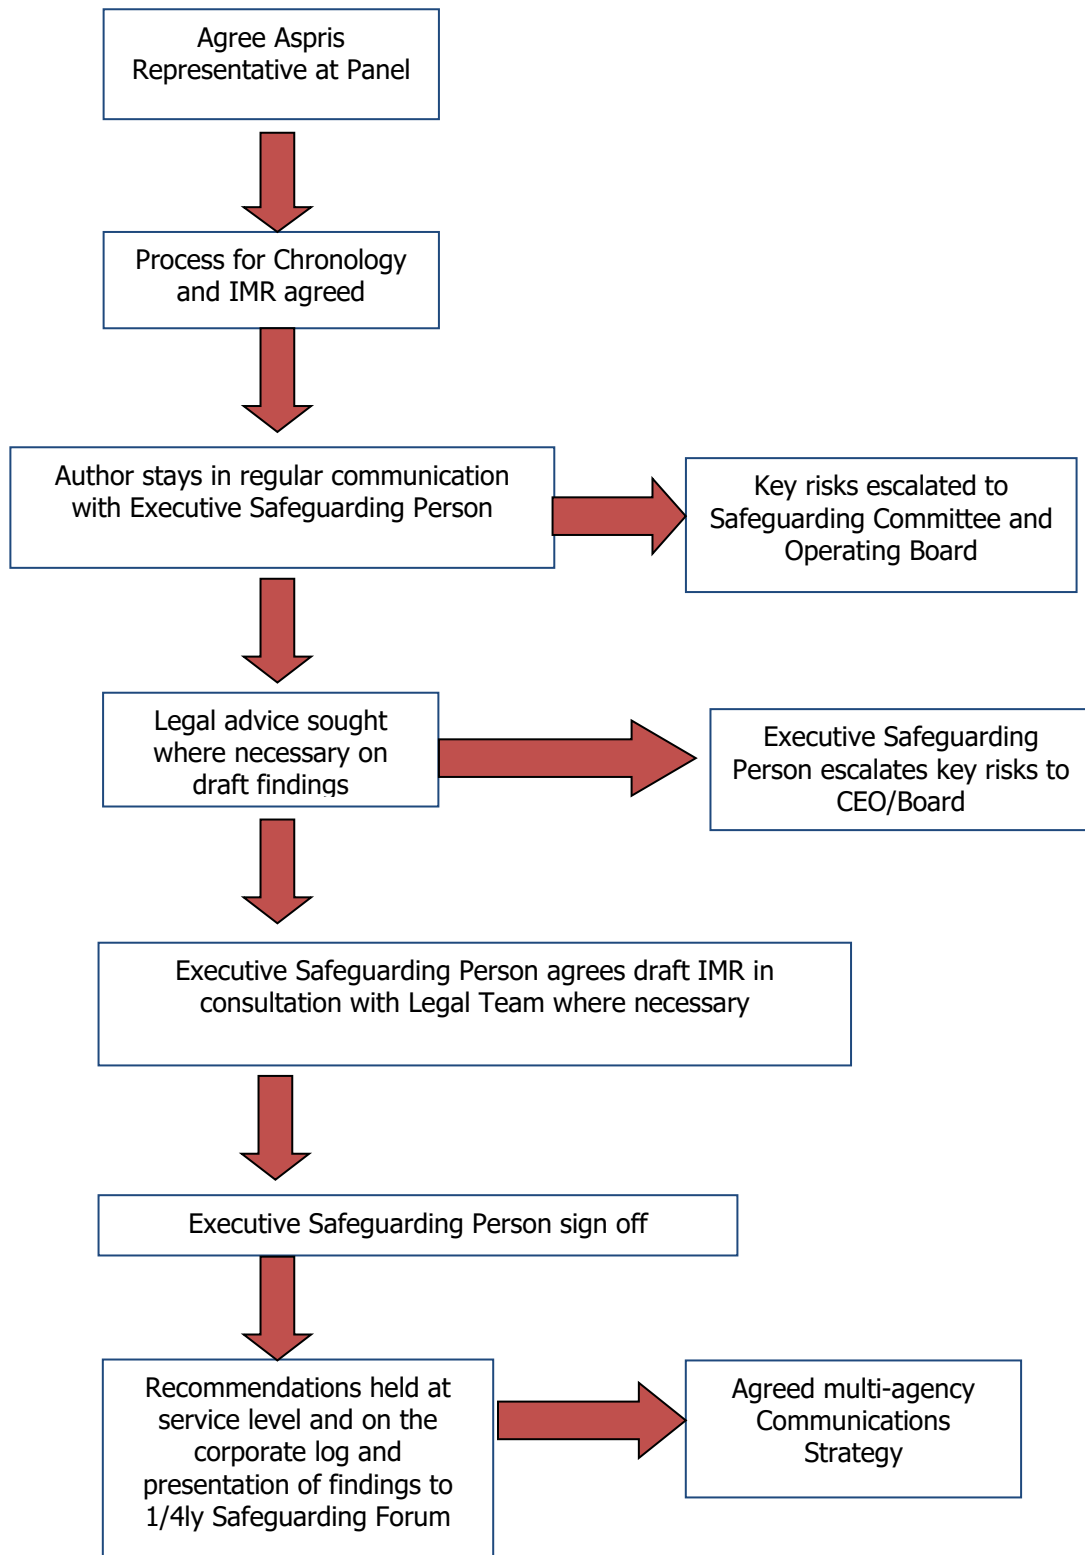 Agree Aspris
Representative at Panel
Process for Chronology
and IMR agreed
Author stays in regular communication
with Executive Safeguarding Person
Key risks escalated to
Safeguarding Committee and
Operating Board
Legal advice sought
where necessary on
draft findings
Executive Safeguarding
Person escalates key risks to
CEO/Board
Executive Safeguarding Person agrees draft IMR in
consultation with Legal Team where necessary
Executive Safeguarding Person sign off
Recommendations held at
service level and on the
corporate log and
presentation of findings to
1/4ly Safeguarding Forum
Agreed multi-agency
Communications
Strategy